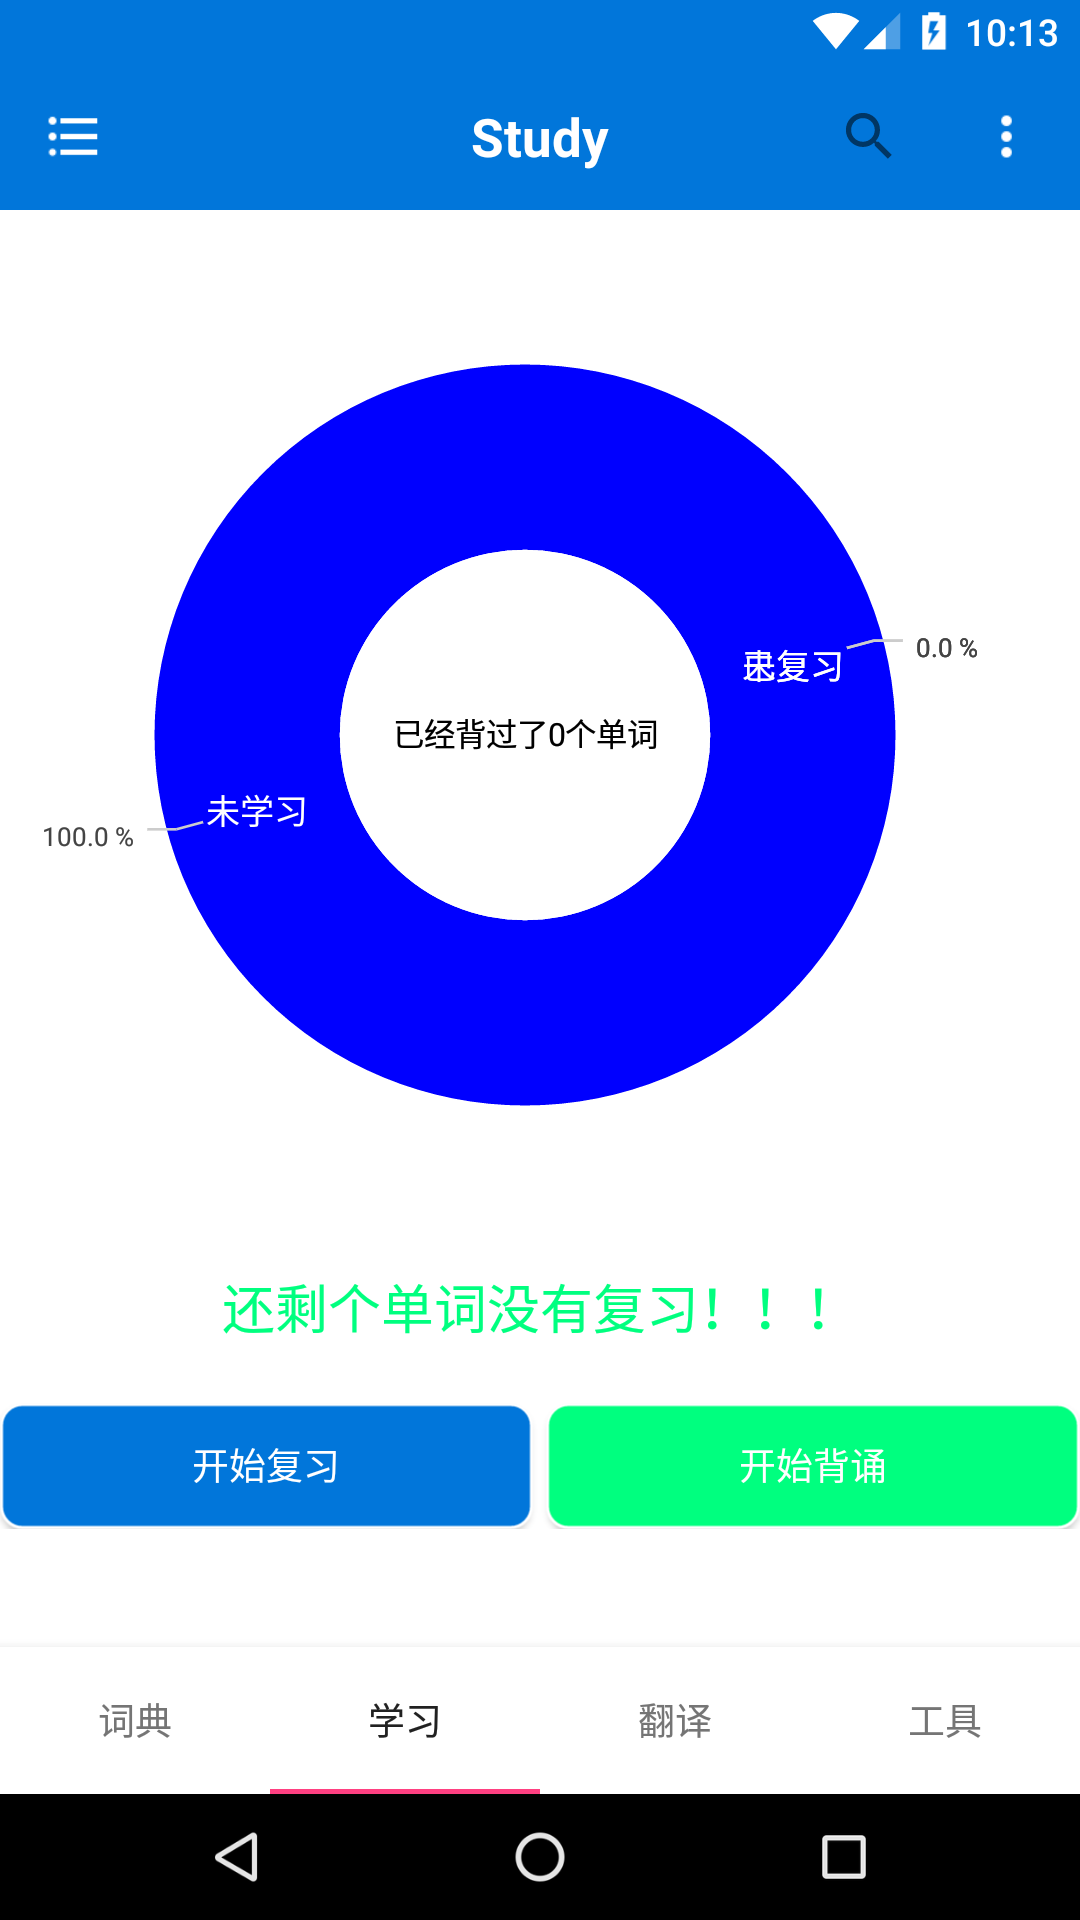 10:13
Study
复习
0.0 %
已经背过了0个单词
未学习
100.0 %
还剩个单词没有复习！！！
开始复习
开始背诵
词典
学习
翻译
工具